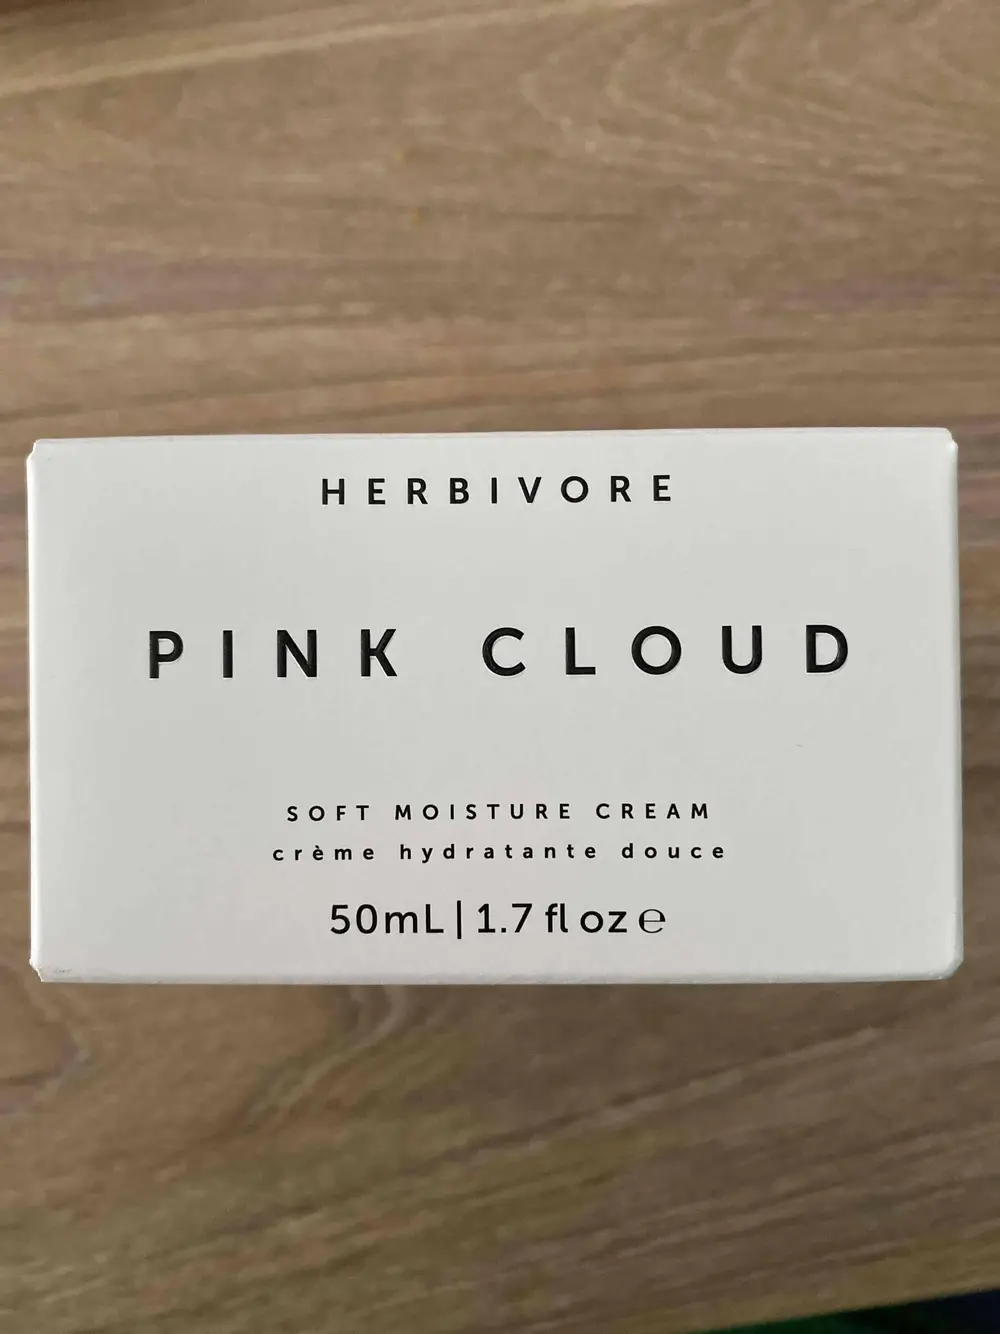 HERBIVORE
PINK CLOUD
SOFT MOISTURE CREAM
crème hydratante douce
50mL | 1.7 fl oz ℮